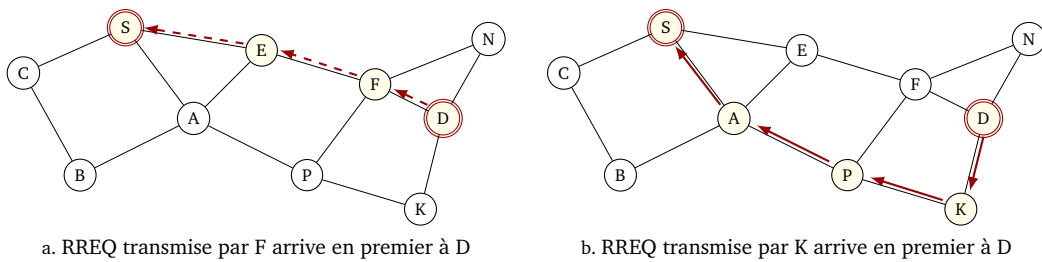 S
E
N
C
F
A
D
B
P
K
a. RREQ transmise par F arrive en premier à D
S
E
N
C
F
A
D
B
P
K
b. RREQ transmise par K arrive en premier à D